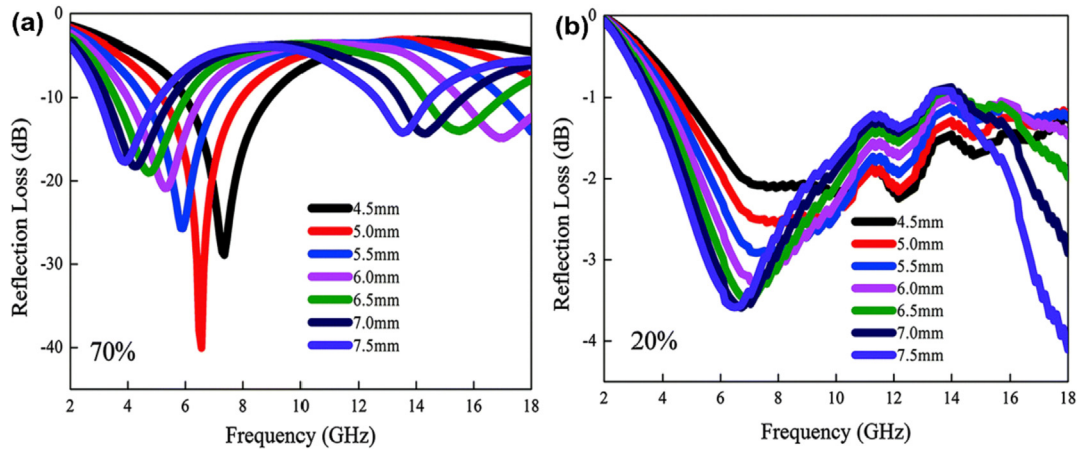 (a)
Reflection Loss (dB)
0
-10
-20
-30
-40
4.5mm
5.0mm
5.5mm
6.0mm
6.5mm
7.0mm
7.5mm
70%
2 4 6 8 10 12 14 16 18
Frequency (GHz)
(b)
Reflection Loss (dB)
0
-1
-2
-3
-4
4.5mm
5.0mm
5.5mm
6.0mm
6.5mm
7.0mm
7.5mm
20%
2 4 6 8 10 12 14 16 18
Frequency (GHz)